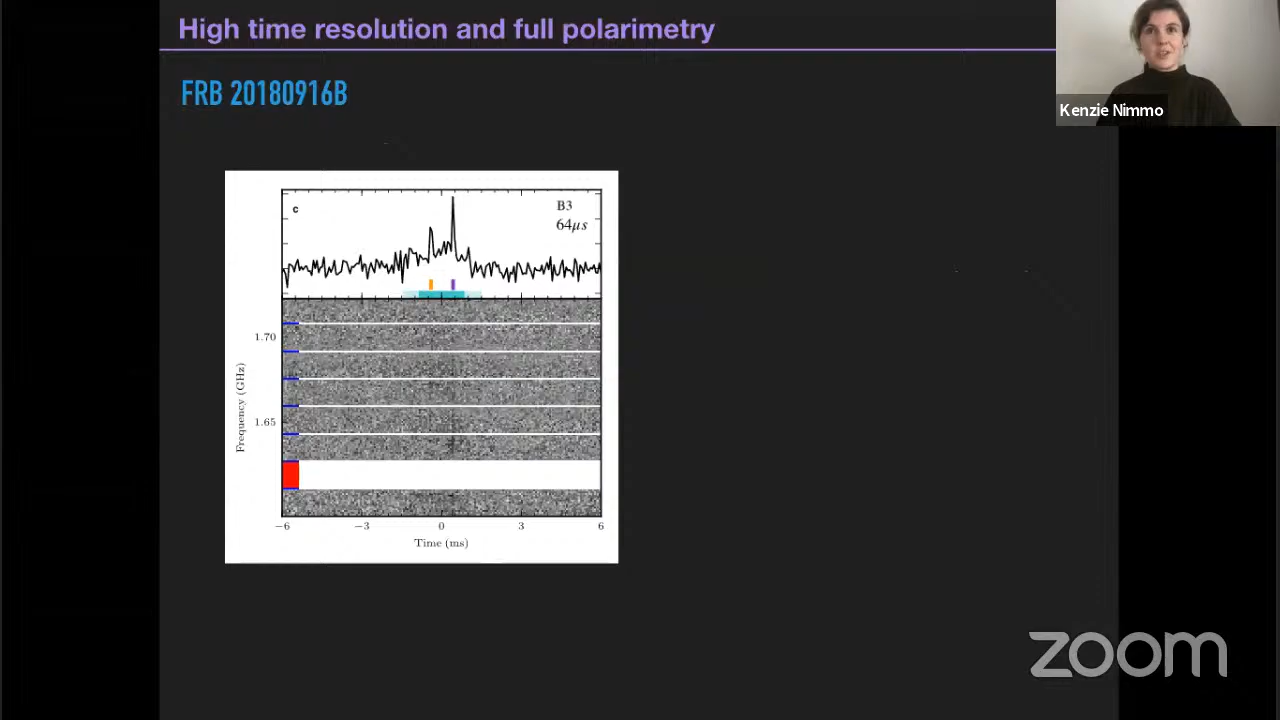 High time resolution and full polarimetry
FRB 20180916B
Kenzie Nimmo
c
B3
64μs
1.70
1.65
Frequency (GHz)
−6 −3 0 3 6
Time (ms)
zoom